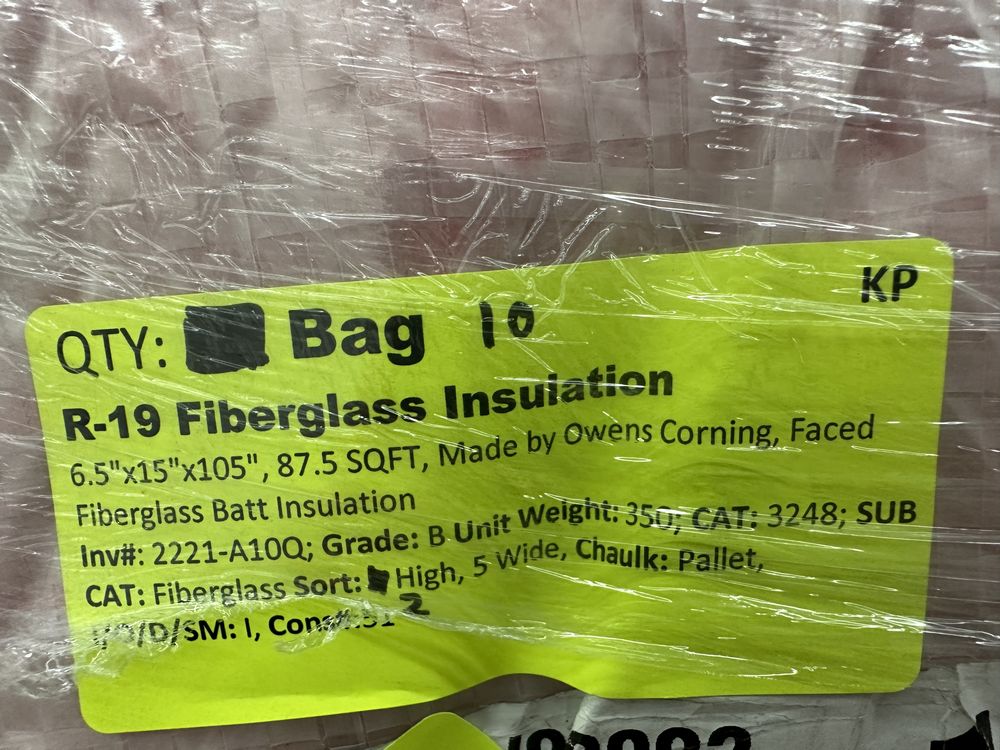 KP
QTY: Bag 10
R-19 Fiberglass Insulation
6.5"x15"x105", 87.5 SQFT, Made by Owens Corning, Faced
Fiberglass Batt Insulation
Inv#: 2221-A10Q; Grade: B Unit Weight: 350; CAT: 3248; SUB
CAT: Fiberglass Sort: High, 5 Wide, Chaulk: Pallet,
2
I/O/D/SM: I,